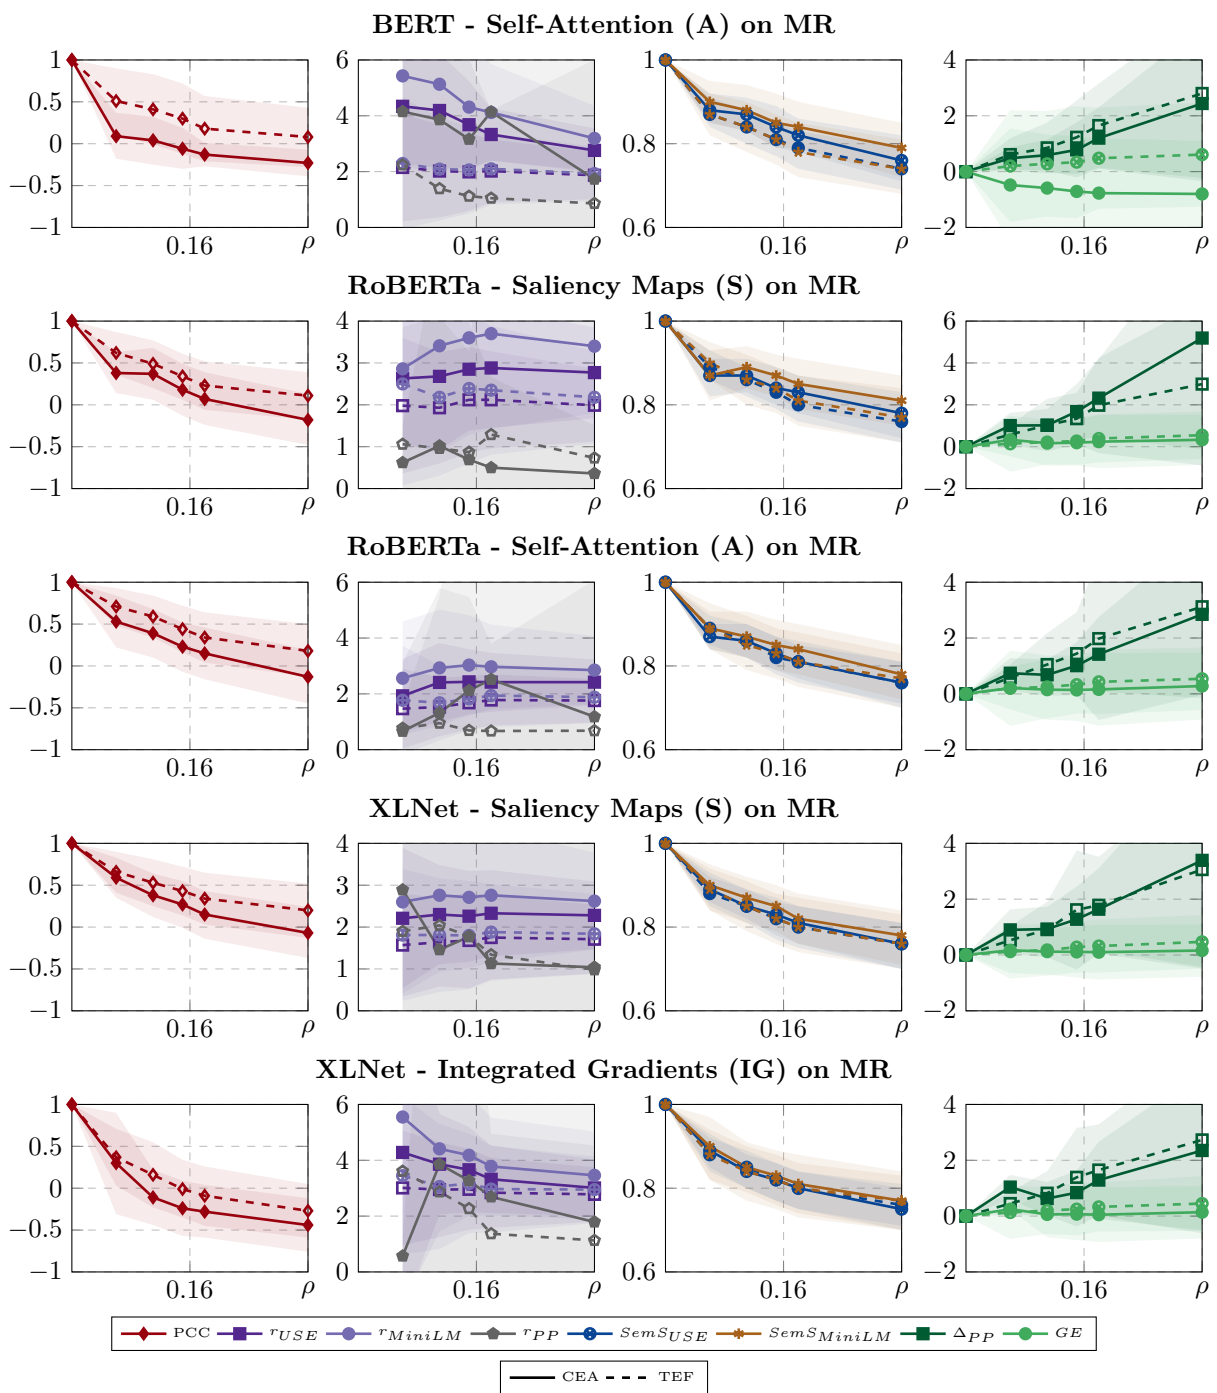 BERT - Self-Attention (A) on MR
1 0.5 0 −0.5 −1 0.16 ρ
6 4 2 0 0.16 ρ
1 0.8 0.6 0.16 ρ
4 2 0 −2 0.16 ρ
RoBERTa - Saliency Maps (S) on MR
1 0.5 0 −0.5 −1 0.16 ρ
4 3 2 1 0 0.16 ρ
1 0.8 0.6 0.16 ρ
6 4 2 0 −2 0.16 ρ
RoBERTa - Self-Attention (A) on MR
1 0.5 0 −0.5 −1 0.16 ρ
6 4 2 0 0.16 ρ
1 0.8 0.6 0.16 ρ
4 2 0 −2 0.16 ρ
XLNet - Saliency Maps (S) on MR
1 0.5 0 −0.5 −1 0.16 ρ
4 3 2 1 0 0.16 ρ
1 0.8 0.6 0.16 ρ
4 2 0 −2 0.16 ρ
XLNet - Integrated Gradients (IG) on MR
1 0.5 0 −0.5 −1 0.16 ρ
6 4 2 0 0.16 ρ
1 0.8 0.6 0.16 ρ
4 2 0 −2 0.16 ρ
PCC r_USE r_MiniLM r_PP SemS_USE SemS_MiniLM Δ_PP GE
CEA TEF